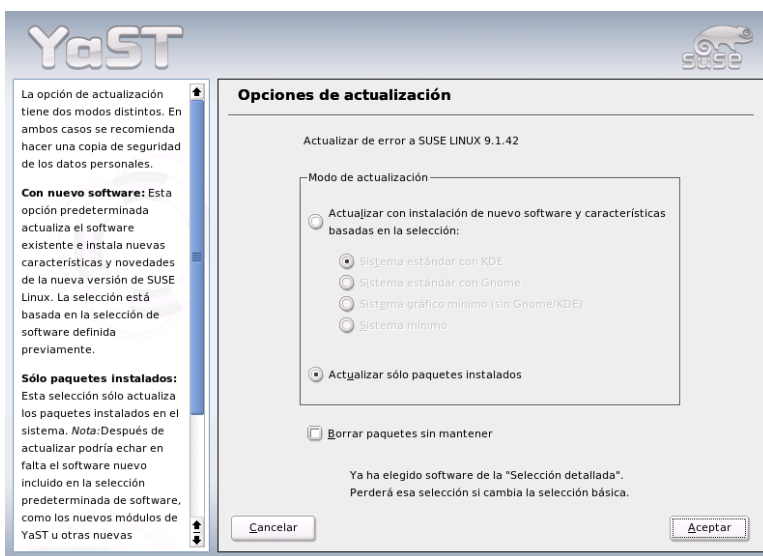 YaST
SUSE
La opción de actualización
tiene dos modos distintos. En
ambos casos se recomienda
hacer una copia de seguridad
de los datos personales.
Con nuevo software: Esta
opción predeterminada
actualiza el software
existente e instala nuevas
características y novedades
de la nueva versión de SUSE
Linux. La selección está
basada en la selección de
software definida
previamente.
Sólo paquetes instalados:
Esta selección sólo actualiza
los paquetes instalados en el
sistema. Nota:Después de
actualizar podría echar en
falta el software nuevo
incluido en la selección
predeterminada de software,
como los nuevos módulos de
YaST u otras nuevas
Opciones de actualización
Actualizar de error a SUSE LINUX 9.1.42
Modo de actualización
Actualizar con instalación de nuevo software y características
basadas en la selección:
Sistema estándar con KDE
Sistema estándar con Gnome
Sistema gráfico mínimo (sin Gnome/KDE)
Sistema mínimo
Actualizar sólo paquetes instalados
Borrar paquetes sin mantener
Ya ha elegido software de la "Selección detallada".
Perderá esa selección si cambia la selección básica.
Cancelar
Aceptar